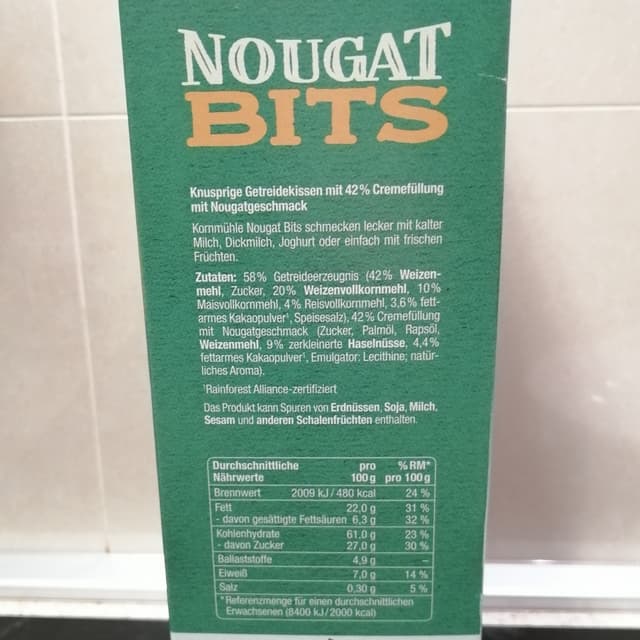 NOUGAT
BITS
Knusprige Getreidekissen mit 42% Cremefüllung
mit Nougatgeschmack
Kornmühle Nougat Bits schmecken lecker mit kalter
Milch, Dickmilch, Joghurt oder einfach mit frischen
Früchten.
Zutaten: 58% Getreideerzeugnis (42% Weizen-
mehl, Zucker, 20% Weizenvollkornmehl, 10%
Maisvollkornmehl, 4% Reisvollkornmehl, 3,6% fett-
armes Kakaopulver¹, Speisesalz), 42% Cremefüllung
mit Nougatgeschmack (Zucker, Palmöl, Rapsöl,
Weizenmehl, 9% zerkleinerte Haselnüsse, 4,4%
fettarmes Kakaopulver¹, Emulgator: Lecithine; natür-
liches Aroma).
¹Rainforest Alliance-zertifiziert
Das Produkt kann Spuren von Erdnüssen, Soja, Milch,
Sesam und anderen Schalenfrüchten enthalten.
Durchschnittliche pro % RM*
Nährwerte 100 g pro 100 g
Brennwert 2009 kJ / 480 kcal 24 %
Fett 22,0 g 31 %
- davon gesättigte Fettsäuren 6,3 g 32 %
Kohlenhydrate 61,0 g 23 %
- davon Zucker 27,0 g 30 %
Ballaststoffe 4,9 g –
Eiweiß 7,0 g 14 %
Salz 0,30 g 5 %
* Referenzmenge für einen durchschnittlichen
Erwachsenen (8400 kJ / 2000 kcal)